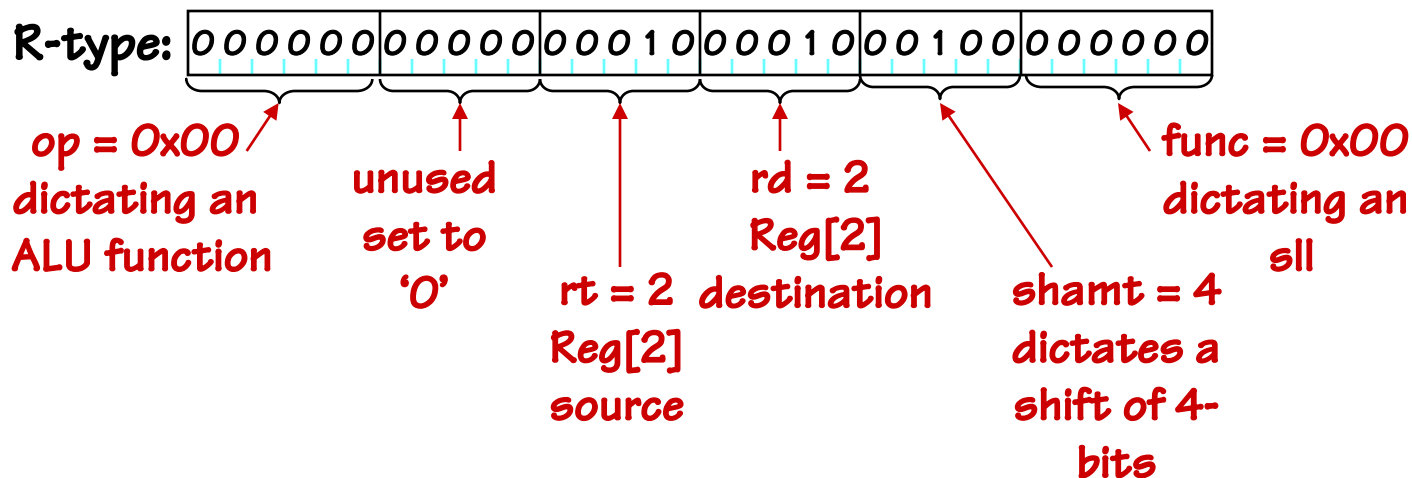 R-type: 000000 00000 00010 00010 00100 000000
op = 0x00
dictating an
ALU function
unused
set to
‘0’
rt = 2
Reg[2]
source
rd = 2
Reg[2]
destination
shamt = 4
dictates a
shift of 4-
bits
func = 0x00
dictating an
sll